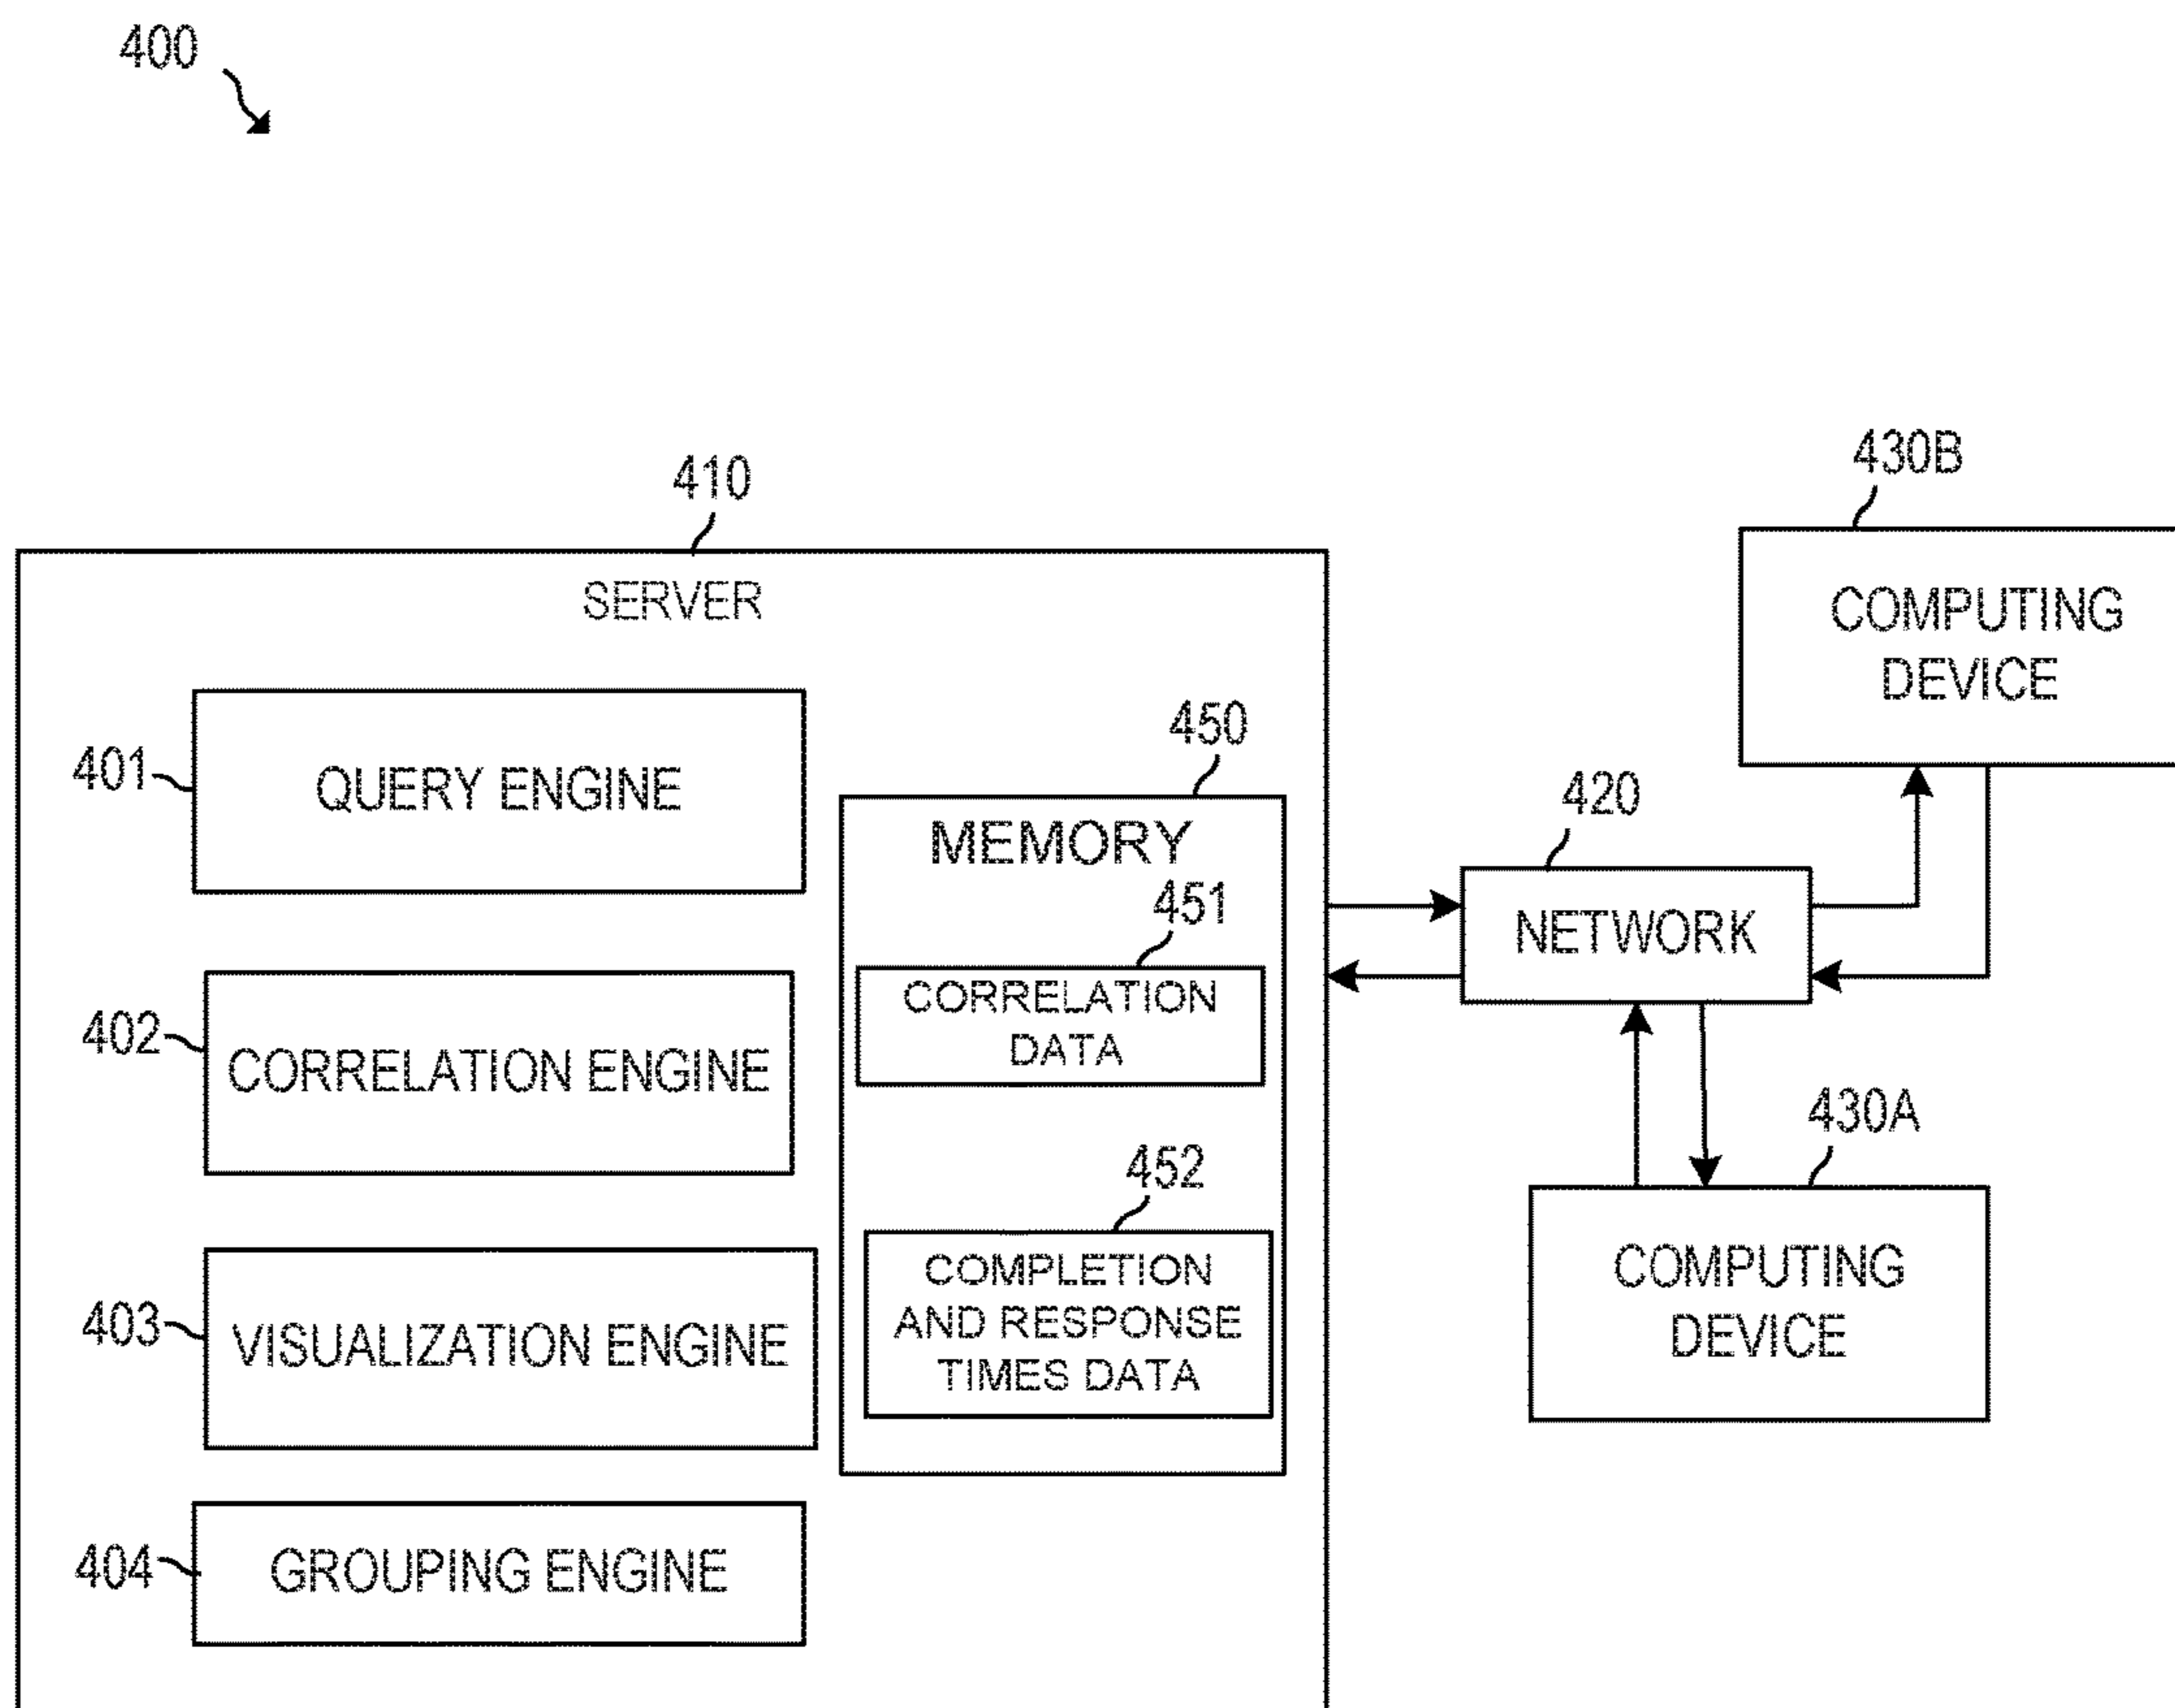 400
410
SERVER
401
QUERY ENGINE
402
CORRELATION ENGINE
403
VISUALIZATION ENGINE
404
GROUPING ENGINE
450
MEMORY
451
CORRELATION
DATA
452
COMPLETION
AND RESPONSE
TIMES DATA
420
NETWORK
430B
COMPUTING
DEVICE
430A
COMPUTING
DEVICE